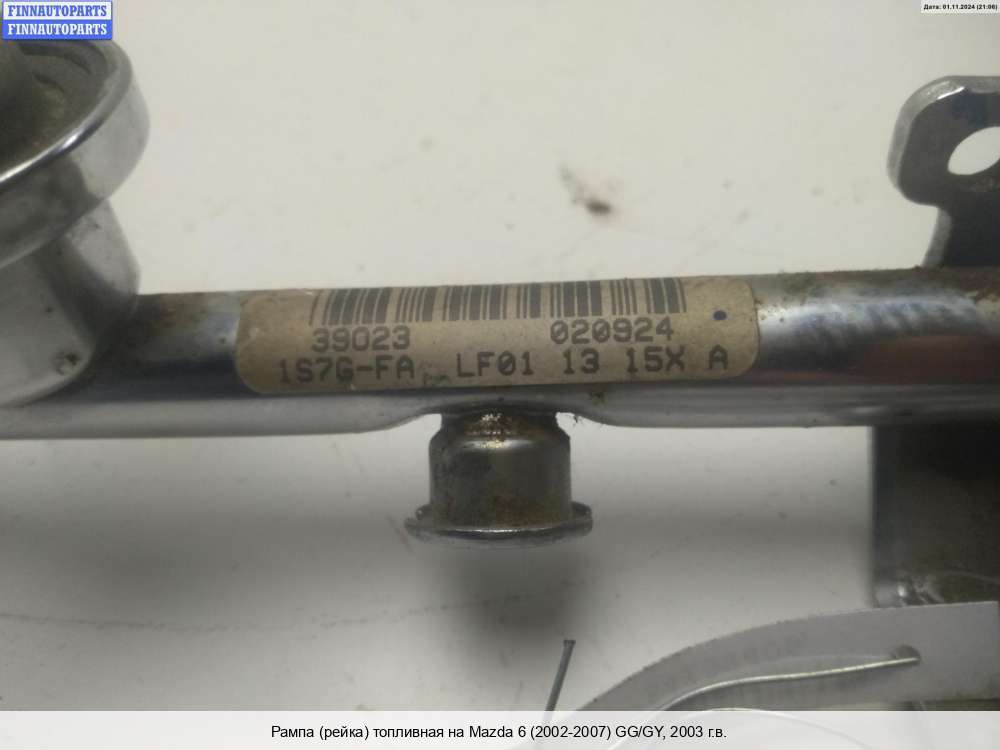 FINNAUTOPARTS
FINNAUTOPARTS
Дата: 01.11.2024 (21:06)
39023 020924
1S7G-FA LF01 13 15X A
Рампа (рейка) топливная на Mazda 6 (2002-2007) GG/GY, 2003 г.в.